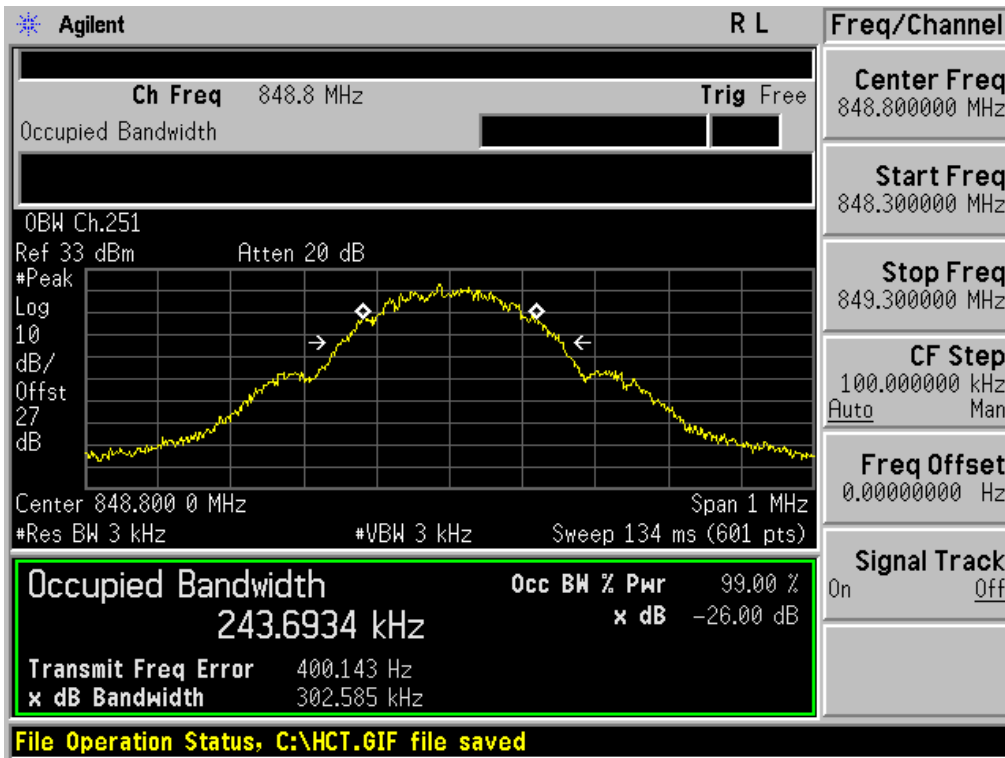 Agilent R L
Ch Freq 848.8 MHz Trig Free
Occupied Bandwidth
OBW Ch.251
Ref 33 dBm Atten 20 dB
#Peak
Log
10
dB/
Offst
27
dB
Center 848.800 0 MHz Span 1 MHz
#Res BW 3 kHz #VBW 3 kHz Sweep 134 ms (601 pts)
Occupied Bandwidth
243.6934 kHz
Occ BW % Pwr 99.00 %
x dB -26.00 dB
Transmit Freq Error 400.143 Hz
x dB Bandwidth 302.585 kHz
File Operation Status, C:\HCT.GIF file saved
Freq/Channel
Center Freq
848.800000 MHz
Start Freq
848.300000 MHz
Stop Freq
849.300000 MHz
CF Step
100.000000 kHz
Auto Man
Freq Offset
0.00000000 Hz
Signal Track
On Off